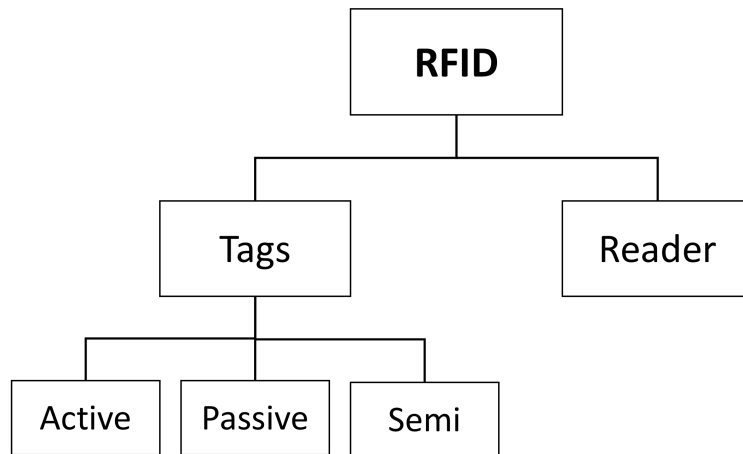 RFID
Tags
Reader
Active
Passive
Semi